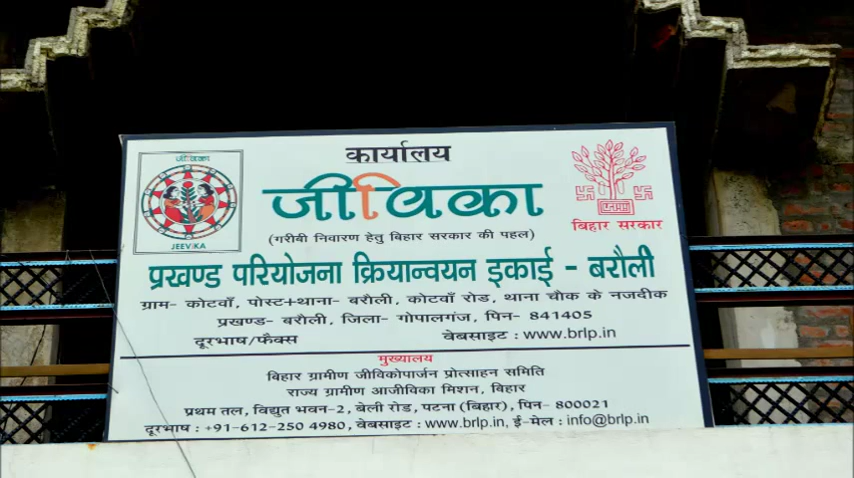 कार्यालय
जीविका
JEEViKA
जीविका
(गरीबी निवारण हेतु बिहार सरकार की पहल)
बिहार सरकार
प्रखण्ड परियोजना क्रियान्वयन इकाई - बरौली
ग्राम- कोटवाँ, पोस्ट+थाना- बरौली, कोटवाँ रोड, थाना चौक के नजदीक
प्रखण्ड- बरौली, जिला- गोपालगंज, पिन- 841405
दूरभाष/फैक्स वेबसाइट : www.brlp.in
मुख्यालय
बिहार ग्रामीण जीविकोपार्जन प्रोत्साहन समिति
राज्य ग्रामीण आजीविका मिशन, बिहार
प्रथम तल, विद्युत भवन-2, बेली रोड, पटना (बिहार), पिन- 800021
दूरभाष : +91-612-250 4980, वेबसाइट : www.brlp.in, ई-मेल : info@brlp.in